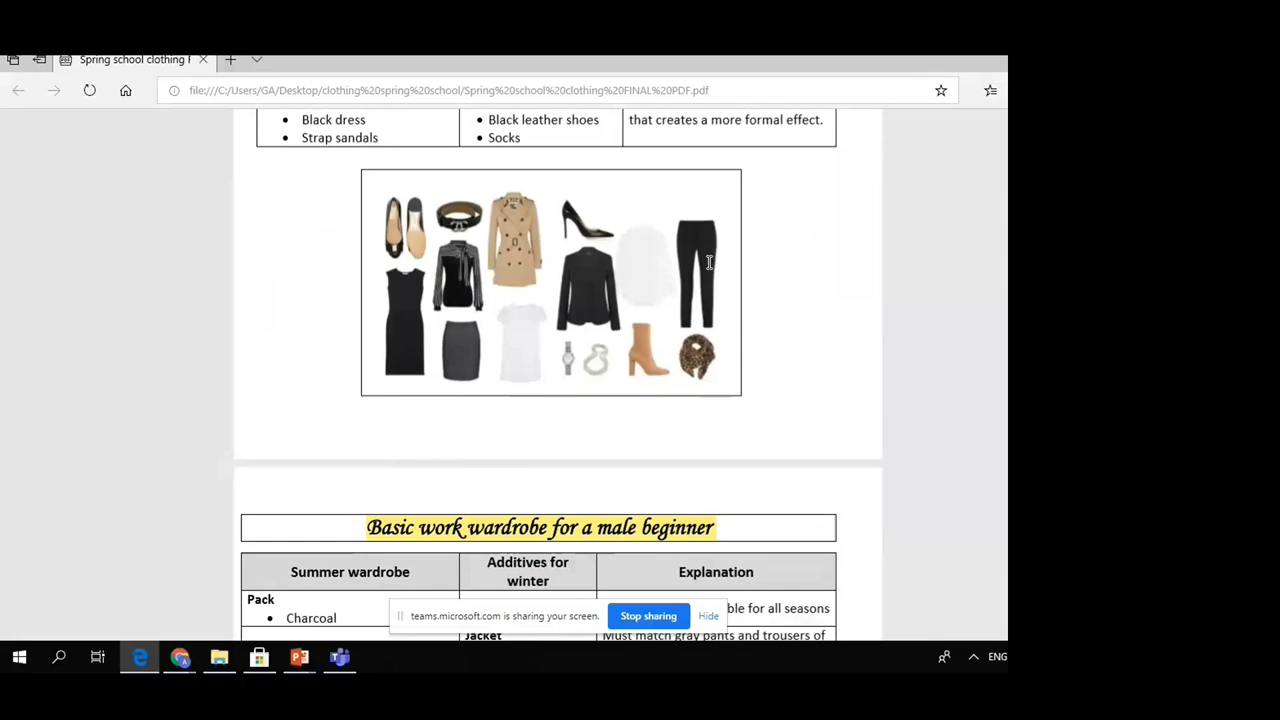 Spring school clothing F
file:///C:/Users/GA/Desktop/clothing%20spring%20school/Spring%20school%20clothing%20FINAL%20PDF.pdf
• Black dress
• Strap sandals
• Black leather shoes
• Socks
that creates a more formal effect.
Basic work wardrobe for a male beginner
Summer wardrobe
Additives for
winter
Explanation
Pack
• Charcoal
ble for all seasons
Jacket
Must match gray pants and trousers of
teams.microsoft.com is sharing your screen.
Stop sharing
Hide
ENG